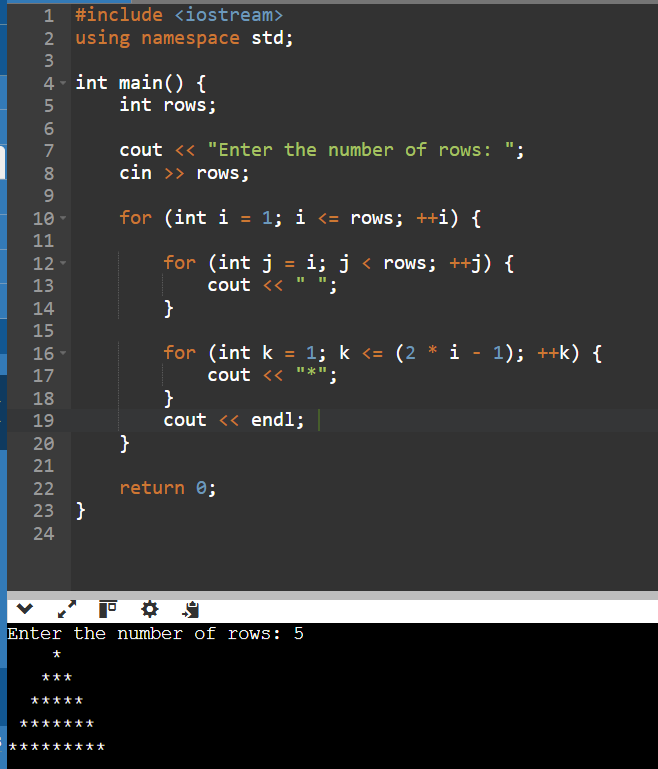 1 #include <iostream>
2 using namespace std;
3
4 int main() {
5     int rows;
6
7     cout << "Enter the number of rows: ";
8     cin >> rows;
9
10     for (int i = 1; i <= rows; ++i) {
11
12         for (int j = i; j < rows; ++j) {
13             cout << " ";
14         }
15
16         for (int k = 1; k <= (2 * i - 1); ++k) {
17             cout << "*";
18         }
19         cout << endl;
20     }
21
22     return 0;
23 }
24
Enter the number of rows: 5
    *
   ***
  *****
 *******
*********